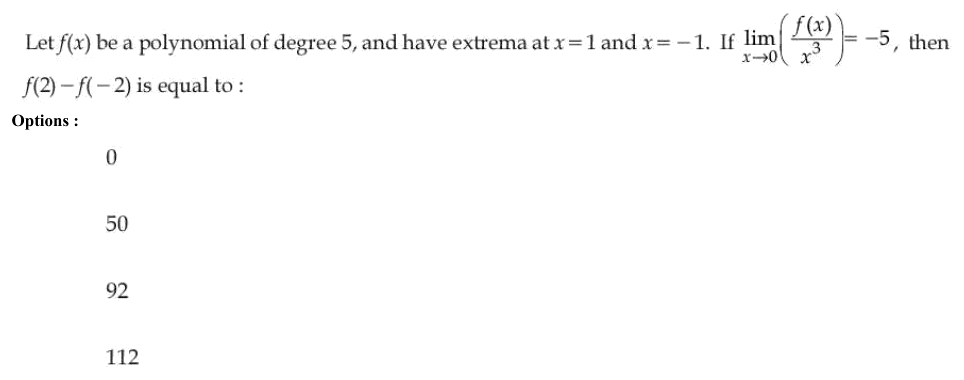 Let f(x) be a polynomial of degree 5, and have extrema at x=1 and x=−1. If lim x→0 ( f(x) / x³ ) = −5, then
f(2)−f(−2) is equal to :
Options :
0
50
92
112